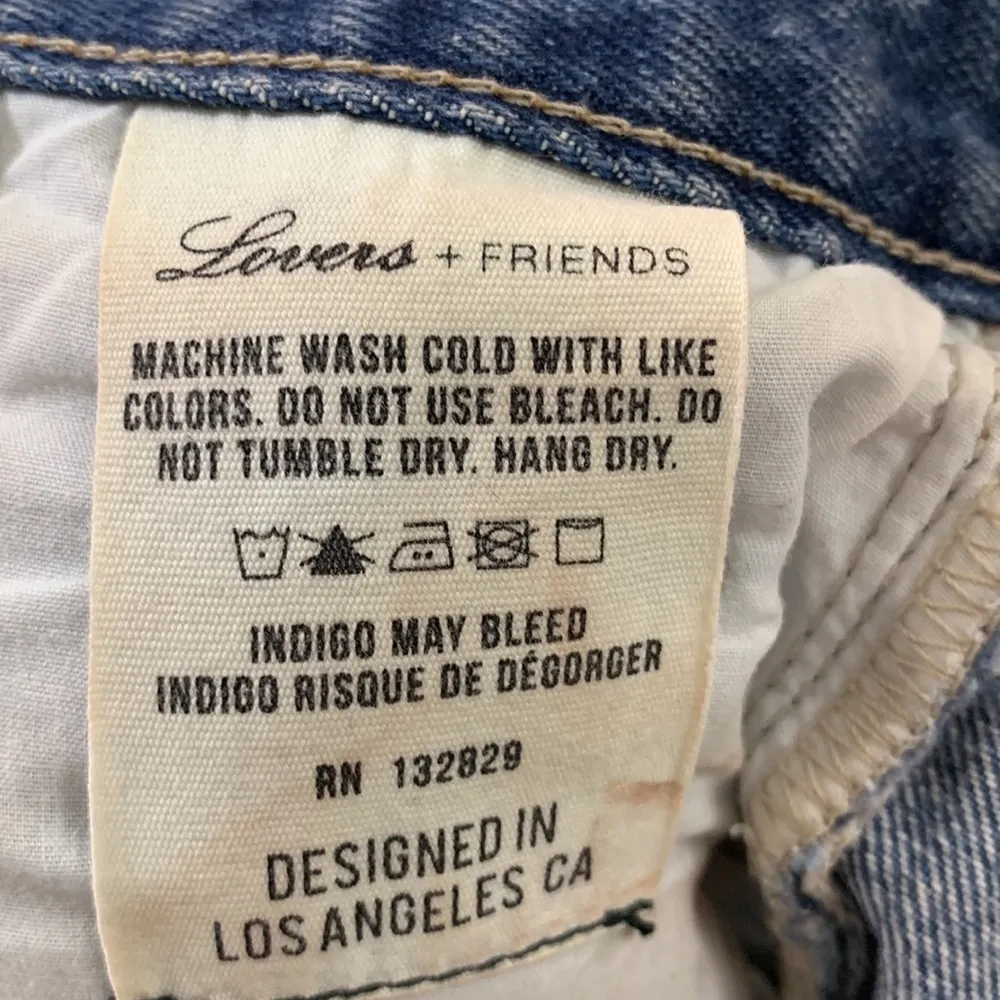 Lovers + FRIENDS
MACHINE WASH COLD WITH LIKE
COLORS. DO NOT USE BLEACH. DO
NOT TUMBLE DRY. HANG DRY.
INDIGO MAY BLEED
INDIGO RISQUE DE DÉGORGER
RN 132829
DESIGNED IN
LOS ANGELES CA